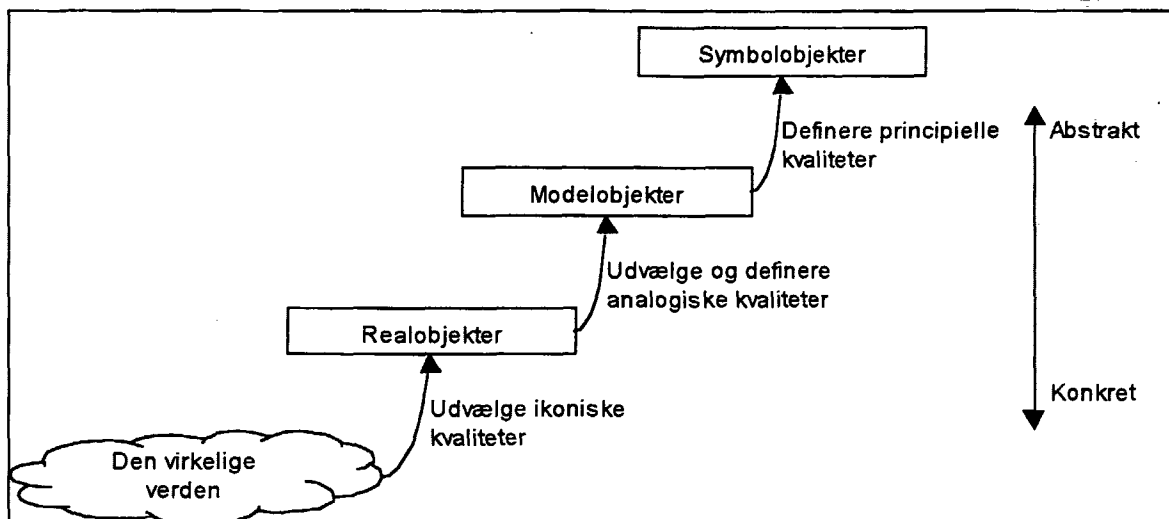 Symbolobjekter
Definere principielle
kvaliteter
Abstrakt
Modelobjekter
Udvælge og definere
analogiske kvaliteter
Realobjekter
Konkret
Udvælge ikoniske
kvaliteter
Den virkelige
verden